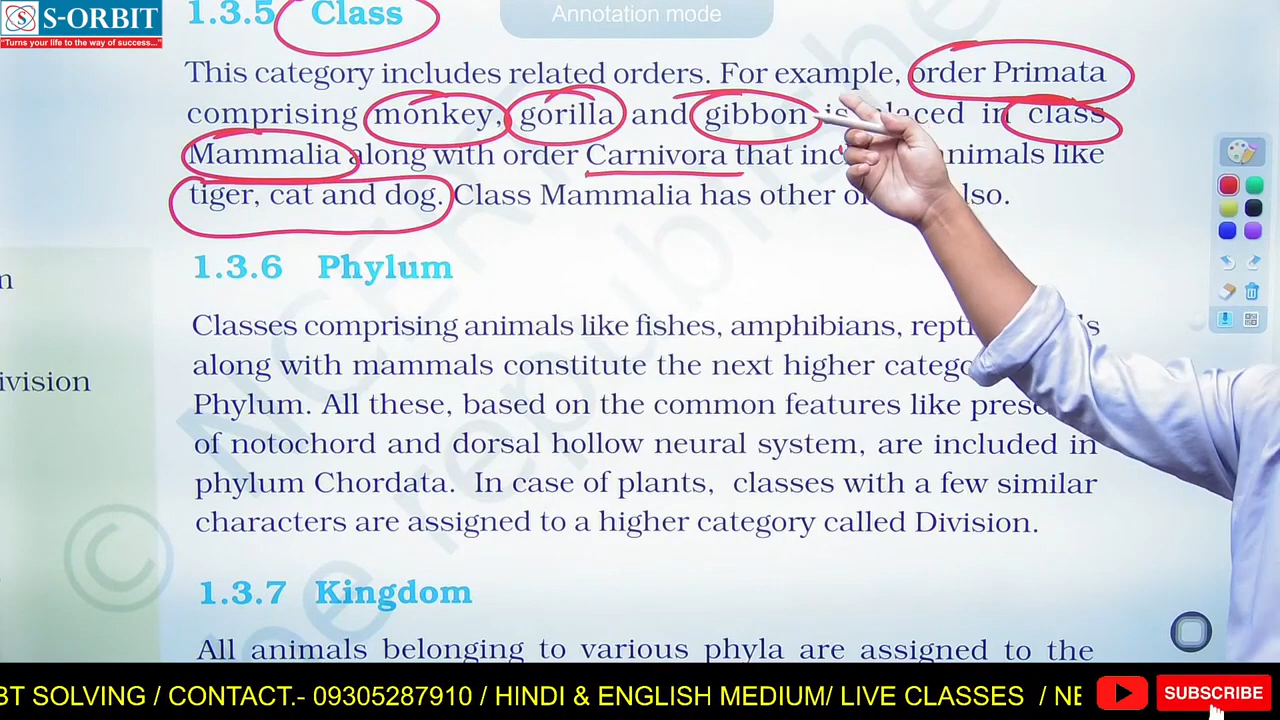 S-ORBIT
"Turns your life to the way of success..."
Annotation mode
1.3.5 Class
This category includes related orders. For example, order Primata
comprising monkey, gorilla and gibbon is placed in class
Mammalia along with order Carnivora that animals like
tiger, cat and dog. Class Mammalia has other also.
1.3.6 Phylum
Classes comprising animals like fishes, amphibians,
along with mammals constitute the next higher
ivision
Phylum. All these, based on the common features like
of notochord and dorsal hollow neural system, are included in
phylum Chordata. In case of plants, classes with a few similar
characters are assigned to a higher category called Division.
1.3.7 Kingdom
All animals belonging to various phyla are assigned to the
BT SOLVING / CONTACT.- 09305287910 / HINDI & ENGLISH MEDIUM/ LIVE CLASSES / NE
SUBSCRIBE